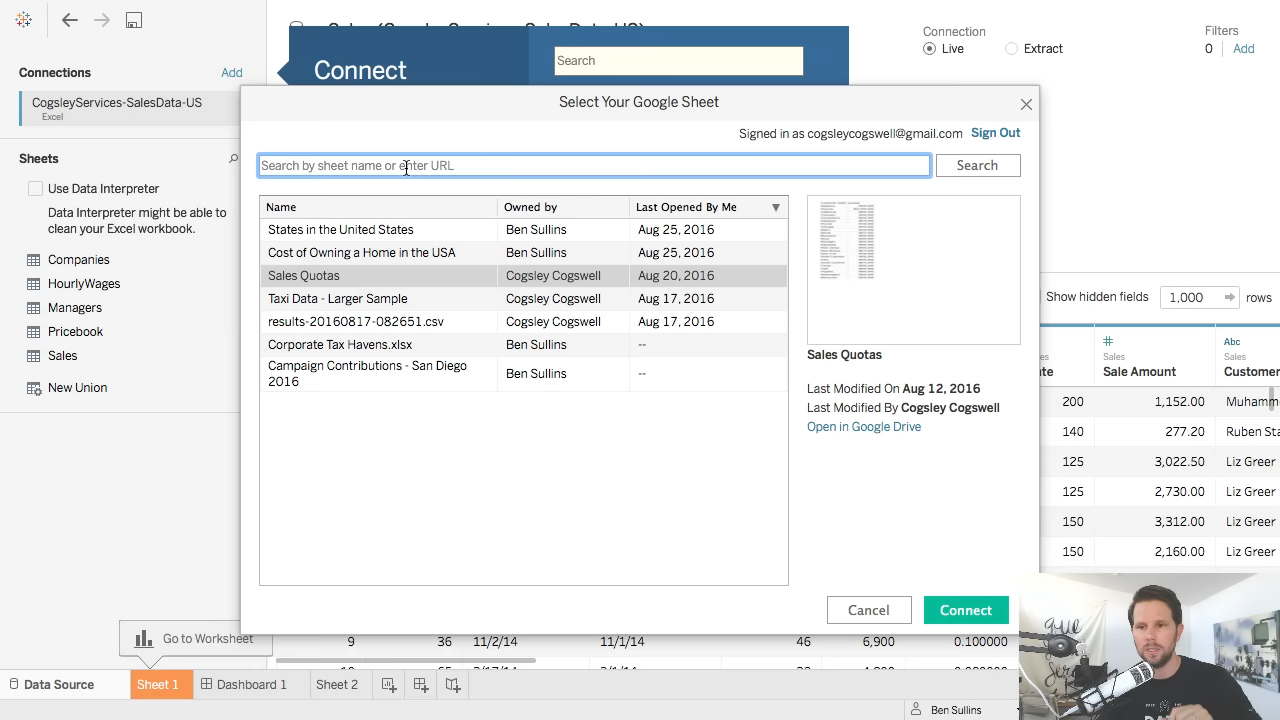 Connection
Live
Extract
Filters
0
Add
Connections
Add
CogsleyServices-SalesData-US
Excel
Connect
Search
Select Your Google Sheet
Signed in as cogsleycogswell@gmail.com Sign Out
Search by sheet name or enter URL
Search
Sheets
Use Data Interpreter
Data Interpreter might be able to
clean your Excel workbook.
Companies
HourlyWages
Managers
Pricebook
Sales
New Union
Name
Owned by
Last Opened By Me
States in the United States
Ben Sullins
Aug 25, 2016
Cost of Owning a Home in the USA
Ben Sullins
Aug 25, 2016
Sales Quotas
Cogsley Cogswell
Aug 20, 2016
Taxi Data - Larger Sample
Cogsley Cogswell
Aug 17, 2016
results-20160817-082651.csv
Cogsley Cogswell
Aug 17, 2016
Corporate Tax Havens.xlsx
Ben Sullins
--
Campaign Contributions - San Diego
2016
Ben Sullins
--
Sales Quotas
Last Modified On Aug 12, 2016
Last Modified By Cogsley Cogswell
Open in Google Drive
Cancel
Connect
Show hidden fields
1,000
rows
Sales
Sale Amount
Abc
Sales
Customer
200
1,152.00
140
277.20
Ruben Sta
125
3,022.50
Liz Greer
125
2,730.00
Liz Greer
150
3,312.00
Liz Greer
150
2,160.00
Liz Greer
Go to Worksheet
9
36
11/2/14
11/1/14
46
6,900
0.100000
Data Source
Sheet 1
Dashboard 1
Sheet 2
Ben Sullins